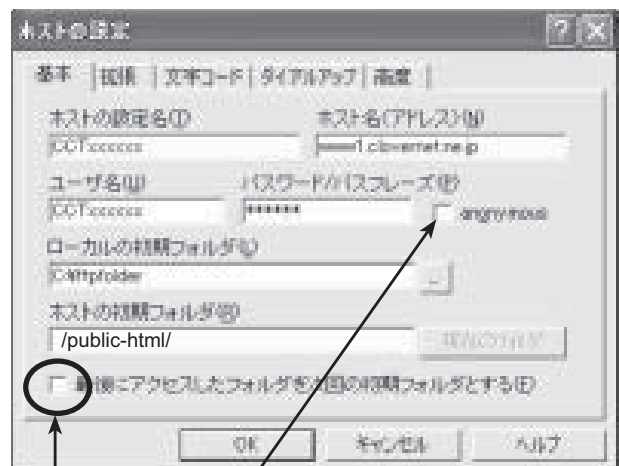 ホストの設定
基本 拡張 文字コード ダイアルアップ 高度
ホストの設定名(T) ホスト名(アドレス)(N)
1.clovernet.ne.jp
ユーザ名(U) パスワード/パスフレーズ(P)
****** anonymous
ローカルの初期フォルダ(L)
...
ホストの初期フォルダ(R)
/public-html/
最後にアクセスしたフォルダを次回の初期フォルダとする(E)
OK キャンセル ヘルプ